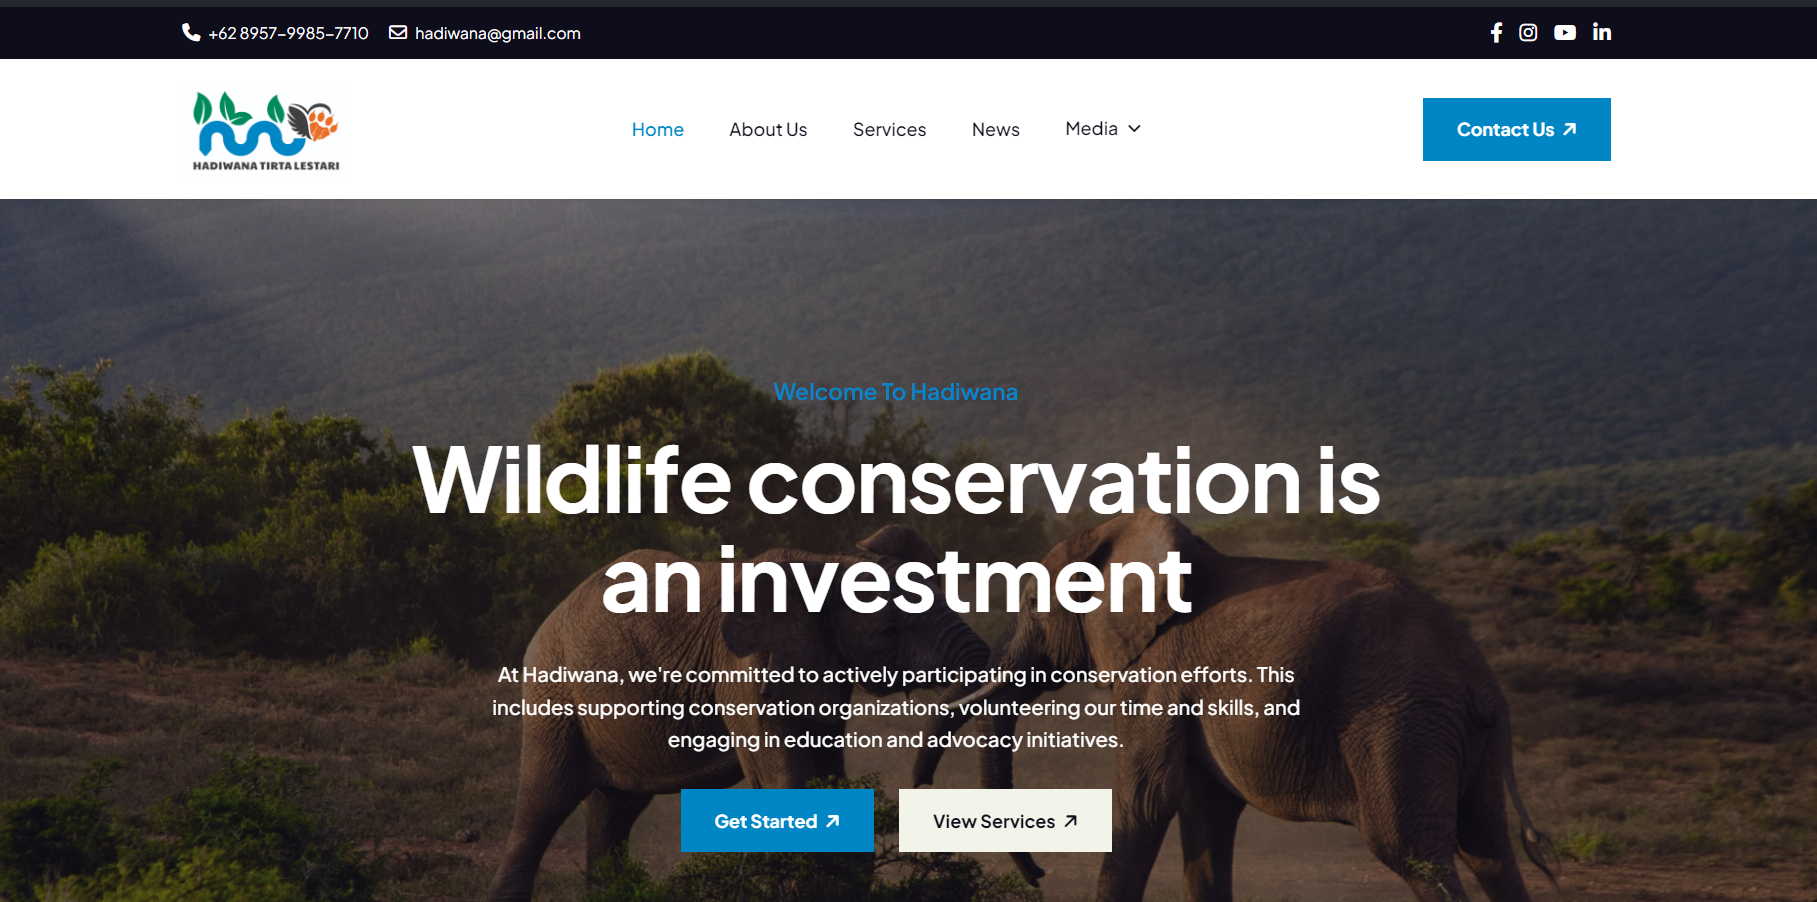 +62 8957-9985-7710 hadiwana@gmail.com
HADIWANA TIRTA LESTARI
Home About Us Services News Media
Contact Us
Welcome To Hadiwana
Wildlife conservation is
an investment
At Hadiwana, we're committed to actively participating in conservation efforts. This
includes supporting conservation organizations, volunteering our time and skills, and
engaging in education and advocacy initiatives.
Get Started View Services